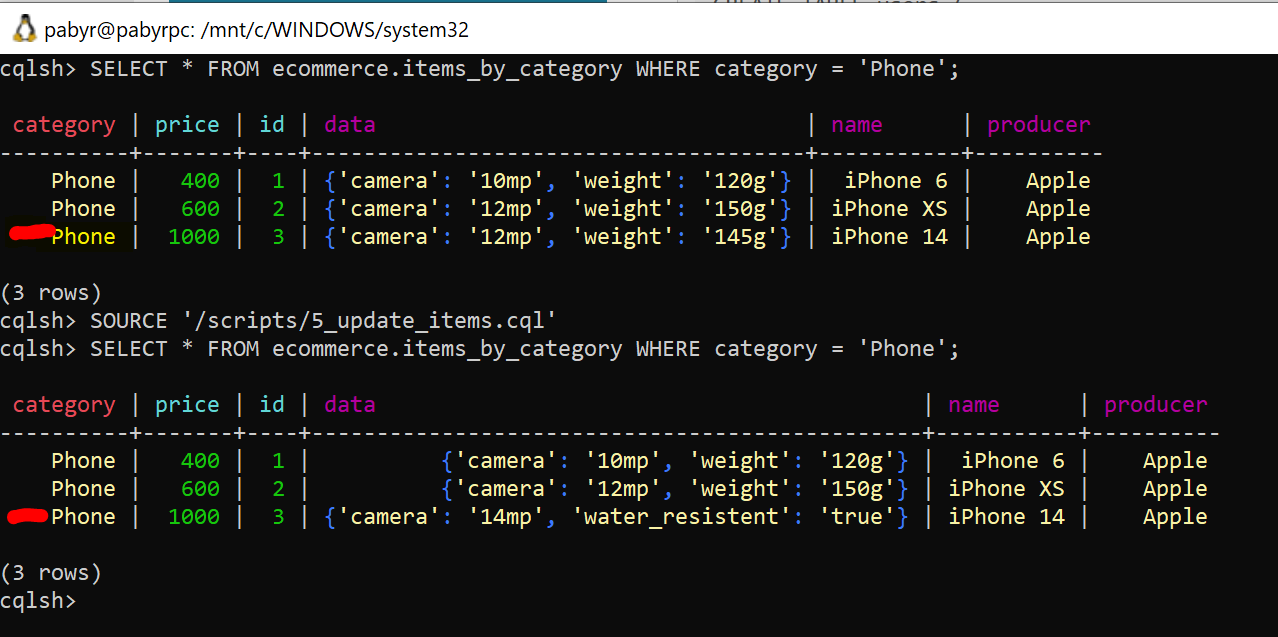 pabyr@pabyrpc: /mnt/c/WINDOWS/system32
cqlsh> SELECT * FROM ecommerce.items_by_category WHERE category = 'Phone';
category | price | id | data | name | producer
----------+-------+----+--------------------------------------+-----------+----------
Phone | 400 | 1 | {'camera': '10mp', 'weight': '120g'} | iPhone 6 | Apple
Phone | 600 | 2 | {'camera': '12mp', 'weight': '150g'} | iPhone XS | Apple
Phone | 1000 | 3 | {'camera': '12mp', 'weight': '145g'} | iPhone 14 | Apple
(3 rows)
cqlsh> SOURCE '/scripts/5_update_items.cql'
cqlsh> SELECT * FROM ecommerce.items_by_category WHERE category = 'Phone';
category | price | id | data | name | producer
----------+-------+----+-----------------------------------------------+-----------+----------
Phone | 400 | 1 | {'camera': '10mp', 'weight': '120g'} | iPhone 6 | Apple
Phone | 600 | 2 | {'camera': '12mp', 'weight': '150g'} | iPhone XS | Apple
Phone | 1000 | 3 | {'camera': '14mp', 'water_resistent': 'true'} | iPhone 14 | Apple
(3 rows)
cqlsh>